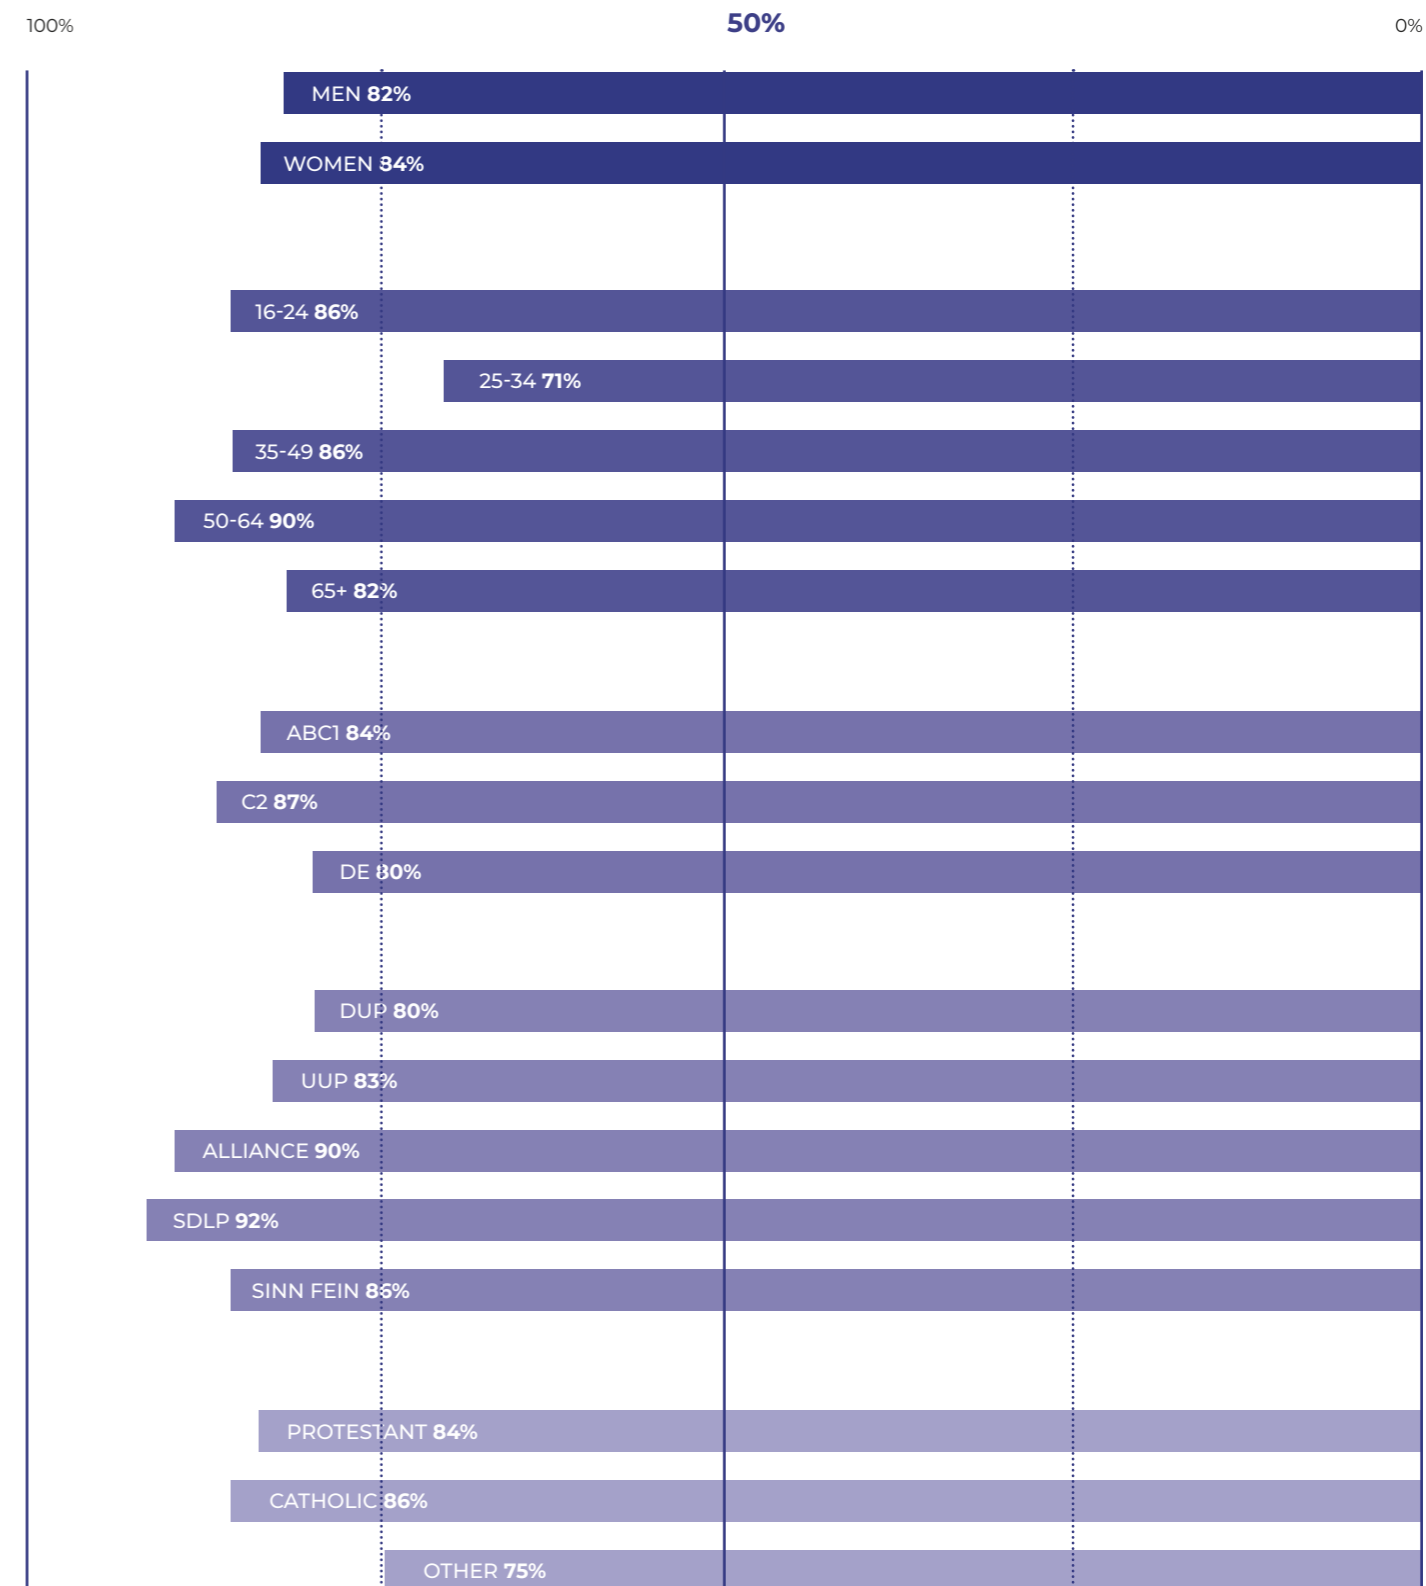 100% 50% 0%
MEN 82%
WOMEN 84%
16-24 86%
25-34 71%
35-49 86%
50-64 90%
65+ 82%
ABC1 84%
C2 87%
DE 80%
DUP 80%
UUP 83%
ALLIANCE 90%
SDLP 92%
SINN FEIN 86%
PROTESTANT 84%
CATHOLIC 86%
OTHER 75%